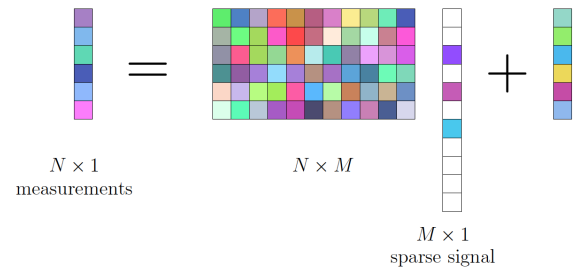 =
+
N × 1
measurements
N × M
M × 1
sparse signal